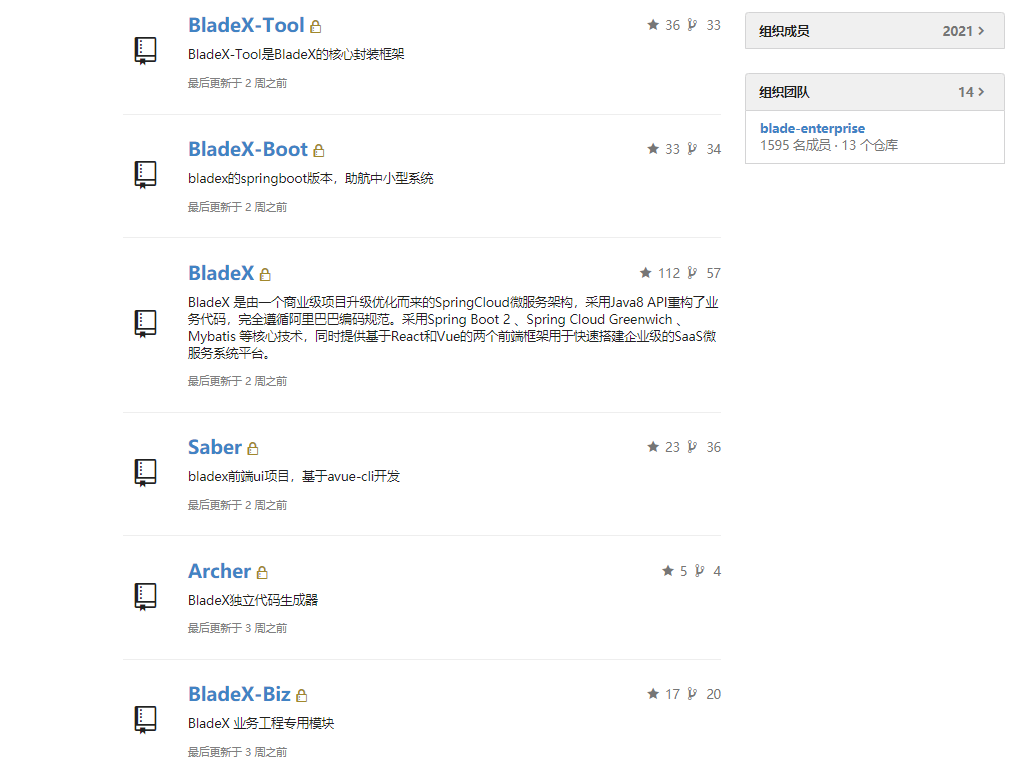 BladeX-Tool
36 33
BladeX-Tool是BladeX的核心封装框架
最后更新于 2 周之前
BladeX-Boot
33 34
bladex的springboot版本，助航中小型系统
最后更新于 2 周之前
BladeX
112 57
BladeX 是由一个商业级项目升级优化而来的SpringCloud微服务架构，采用Java8 API重构了业
务代码，完全遵循阿里巴巴编码规范。采用Spring Boot 2 、Spring Cloud Greenwich 、
Mybatis 等核心技术，同时提供基于React和Vue的两个前端框架用于快速搭建企业级的SaaS微
服务系统平台。
最后更新于 2 周之前
Saber
23 36
bladex前端ui项目，基于avue-cli开发
最后更新于 2 周之前
Archer
5 4
BladeX独立代码生成器
最后更新于 3 周之前
BladeX-Biz
17 20
BladeX 业务工程专用模块
最后更新于 3 周之前
组织成员 2021
组织团队 14
blade-enterprise
1595 名成员 · 13 个仓库